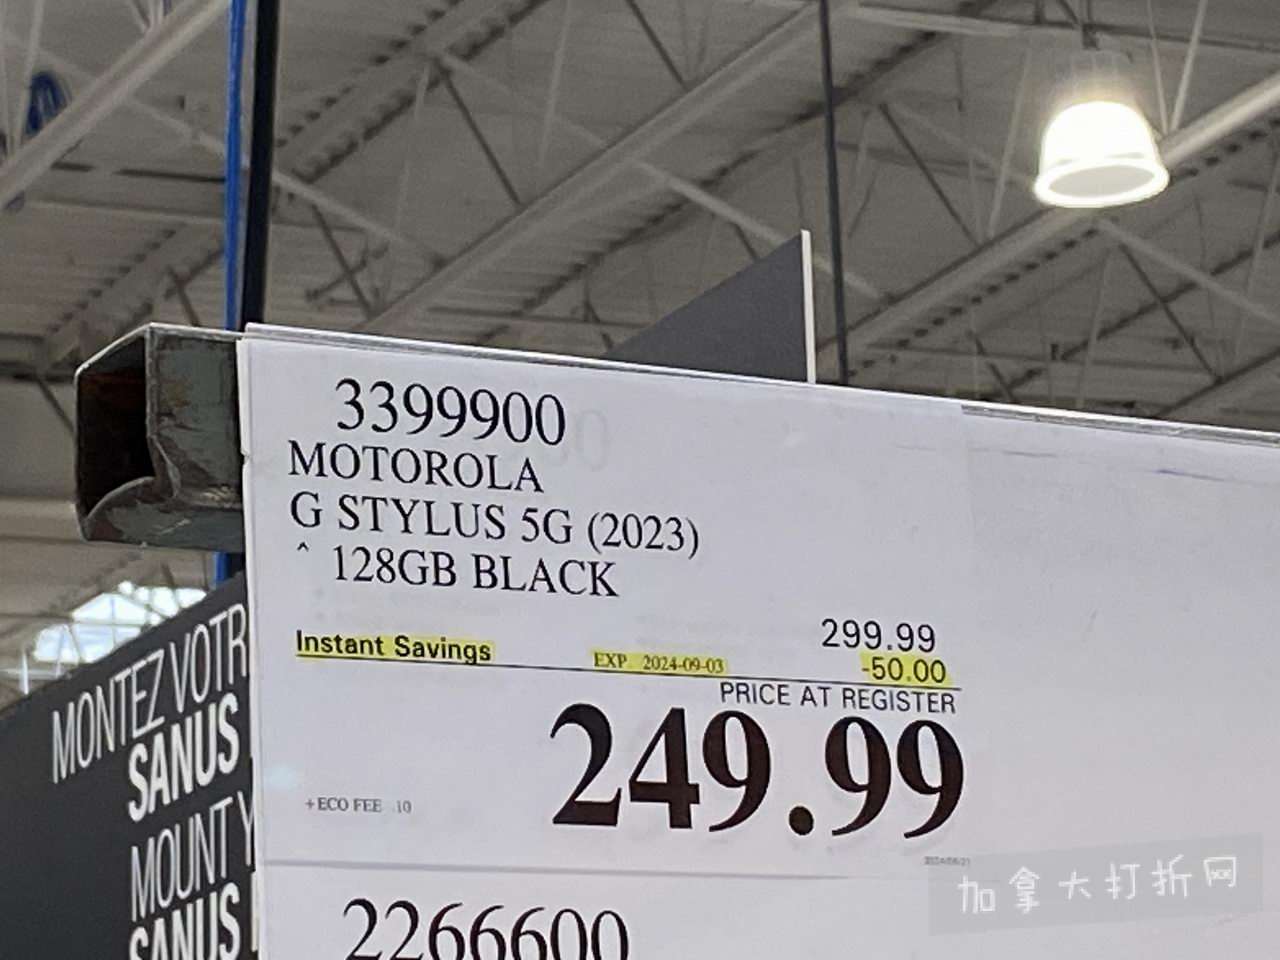 3399900
MOTOROLA
G STYLUS 5G (2023)
^ 128GB BLACK
299.99
Instant Savings EXP. 2024-09-03 -50.00
PRICE AT REGISTER
249.99
+ECO FEE .10
2266600
MONTEZ VOTR
SANUS
MOUNT Y
SANUS
加拿大打折网